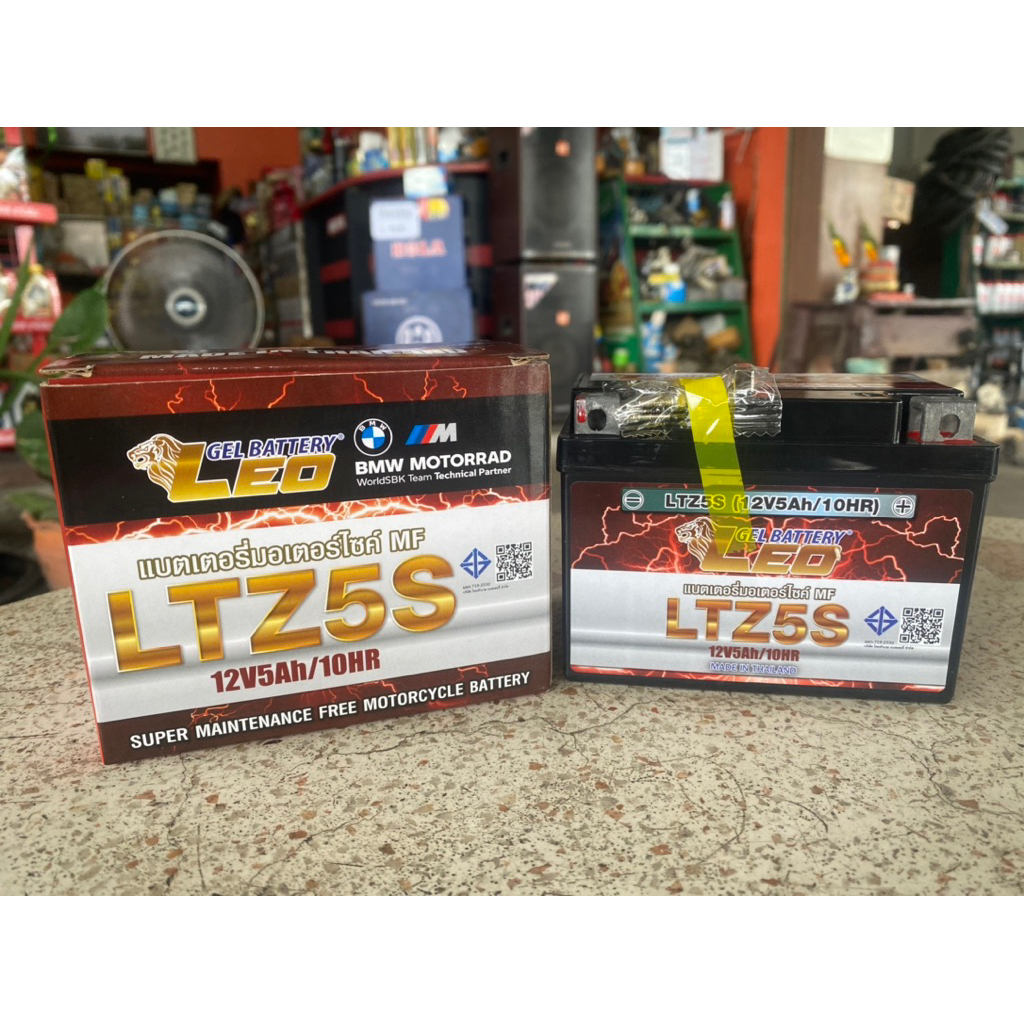 GEL BATTERY®
LEO
BMW
M
BMW MOTORRAD
WorldSBK Team Technical Partner
แบตเตอรี่มอเตอร์ไซค์ MF
LTZ5S
12V5Ah/10HR
SUPER MAINTENANCE FREE MOTORCYCLE BATTERY
LTZ5S (12V5Ah/10HR)
GEL BATTERY
LEO
แบตเตอรี่มอเตอร์ไซค์ MF
LTZ5S
12V5Ah/10HR
MADE IN THAILAND